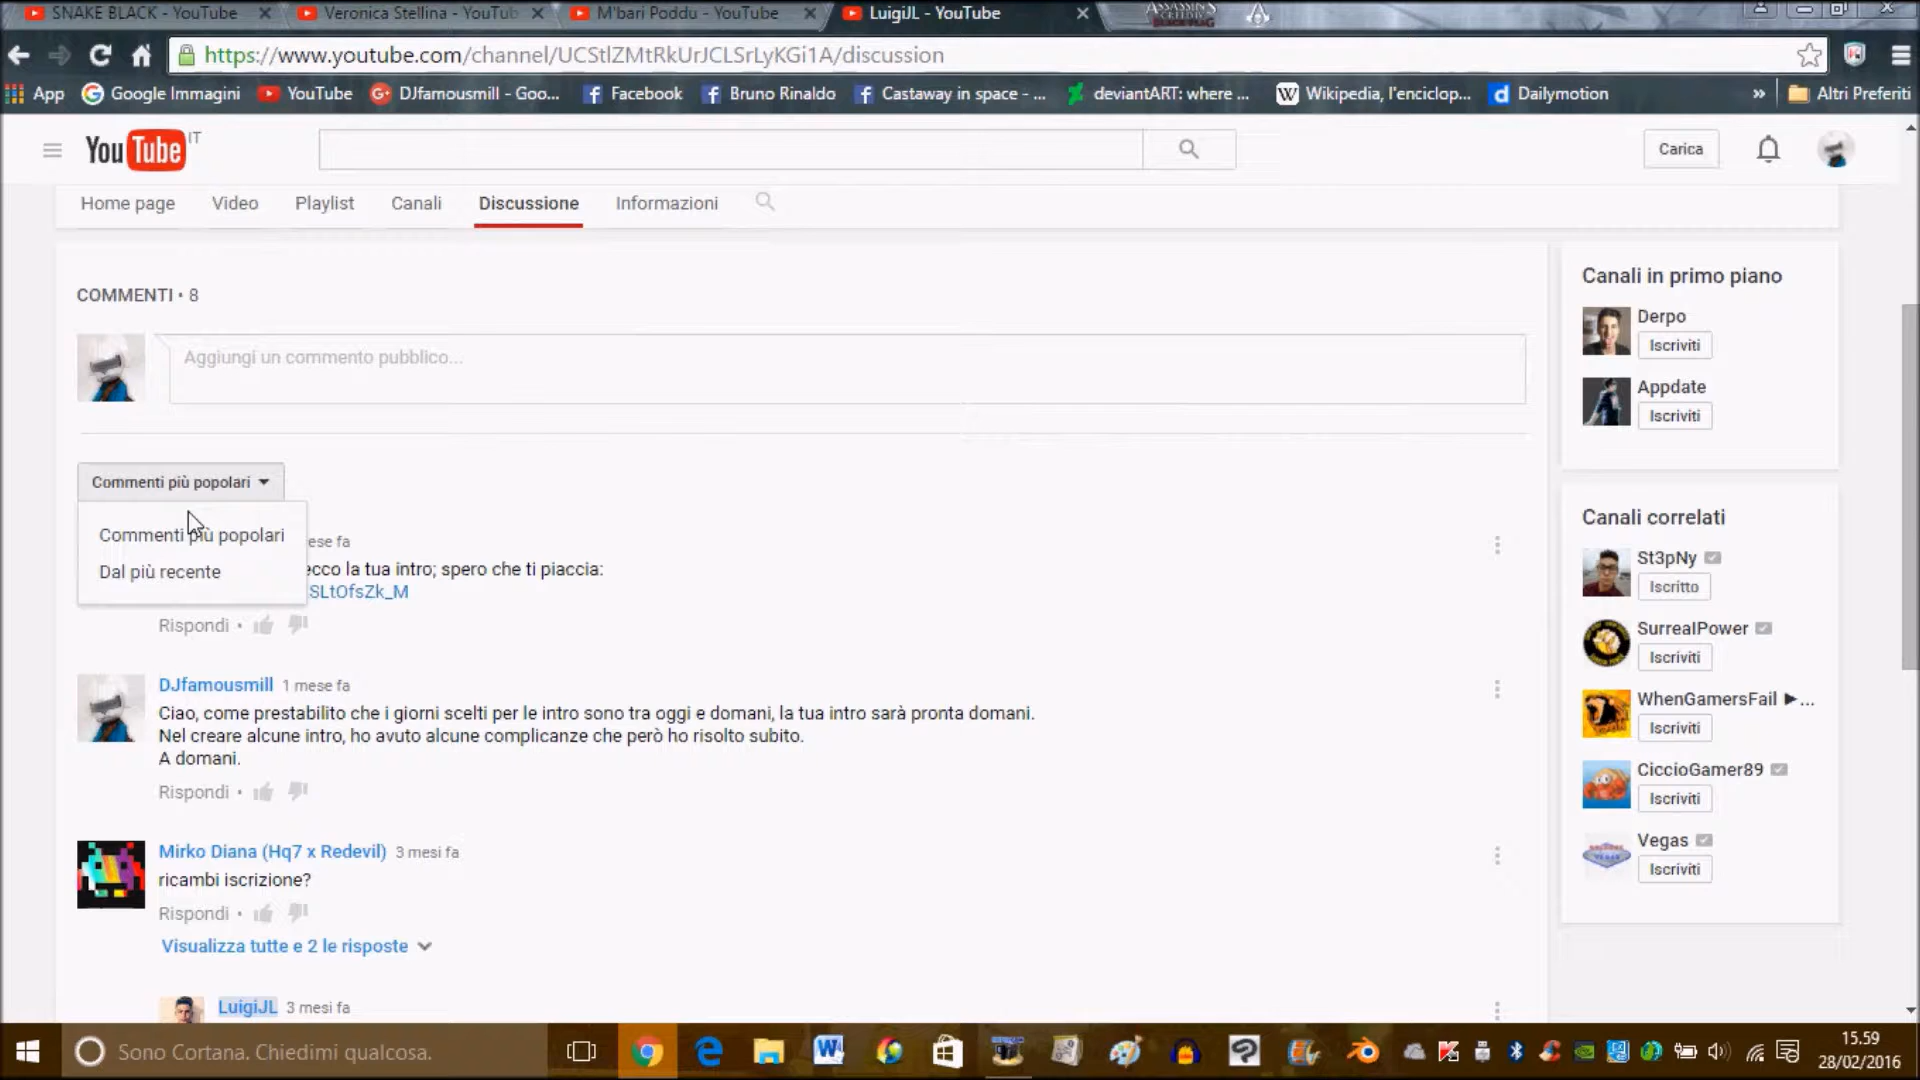 SNAKE BLACK - YouTube
Veronica Stellina - YouTub
M'bari Poddu - YouTube
LuigiJL - YouTube
https://www.youtube.com/channel/UCStlZMtRkUrJCLSrLyKGi1A/discussion
App
Google Immagini
YouTube
DJfamousmill - Goo...
Facebook
Bruno Rinaldo
Castaway in space - ...
deviantART: where ...
Wikipedia, l'enciclop...
Dailymotion
»
Altri Preferiti
YouTube IT
Carica
Home page
Video
Playlist
Canali
Discussione
Informazioni
COMMENTI • 8
Aggiungi un commento pubblico...
Commenti più popolari
Commenti più popolari
Dal più recente
ese fa
ecco la tua intro; spero che ti piaccia:
SLtOfsZk_M
Rispondi •
DJfamousmill 1 mese fa
Ciao, come prestabilito che i giorni scelti per le intro sono tra oggi e domani, la tua intro sarà pronta domani.
Nel creare alcune intro, ho avuto alcune complicanze che però ho risolto subito.
A domani.
Rispondi •
Mirko Diana (Hq7 x Redevil) 3 mesi fa
ricambi iscrizione?
Rispondi •
Visualizza tutte e 2 le risposte
LuigiJL 3 mesi fa
Canali in primo piano
Derpo
Iscriviti
Appdate
Iscriviti
Canali correlati
St3pNy
Iscritto
SurrealPower
Iscriviti
WhenGamersFail ►...
Iscriviti
CiccioGamer89
Iscriviti
Vegas
Iscriviti
Sono Cortana. Chiedimi qualcosa.
15.59
28/02/2016